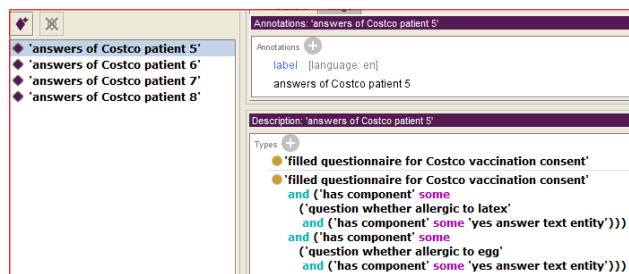 'answers of Costco patient 5'
'answers of Costco patient 6'
'answers of Costco patient 7'
'answers of Costco patient 8'
Annotations: 'answers of Costco patient 5'
Annotations
label [language: en]
answers of Costco patient 5
Description: 'answers of Costco patient 5'
Types
'filled questionnaire for Costco vaccination consent'
'filled questionnaire for Costco vaccination consent'
and ('has component' some
('question whether allergic to latex'
and ('has component' some 'yes answer text entity')))
and ('has component' some
('question whether allergic to egg'
and ('has component' some 'yes answer text entity')))